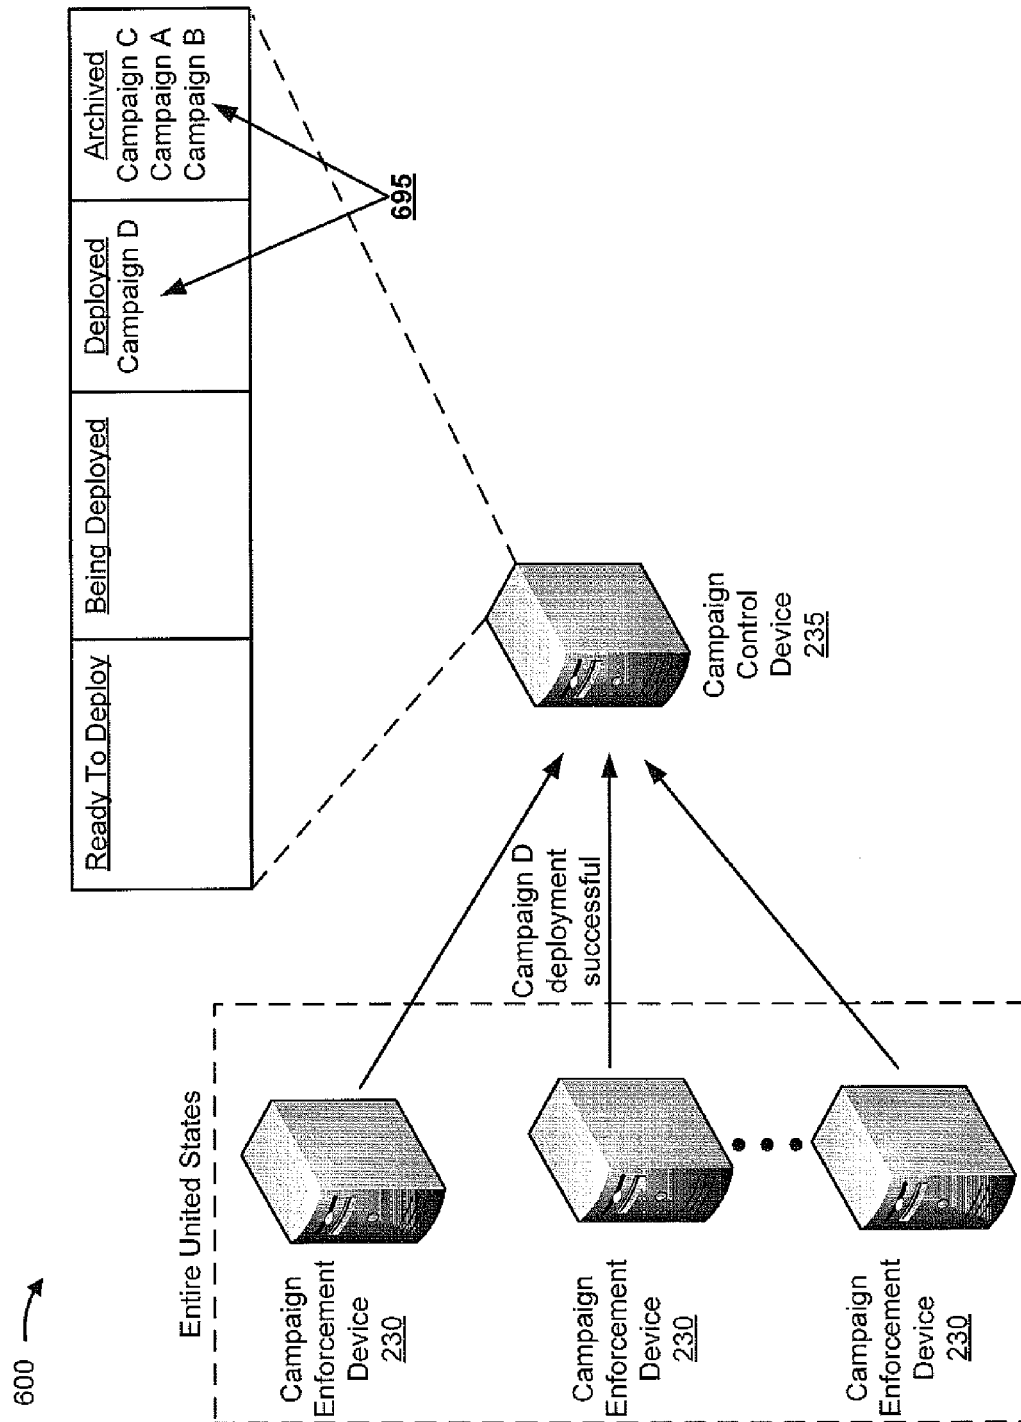 600
Entire United States
Campaign
Enforcement
Device
230
Campaign
Enforcement
Device
230
Campaign
Enforcement
Device
230
Campaign D
deployment
successful
Campaign
Control
Device
235
Ready To Deploy
Being Deployed
Deployed
Campaign D
Archived
Campaign C
Campaign A
Campaign B
695